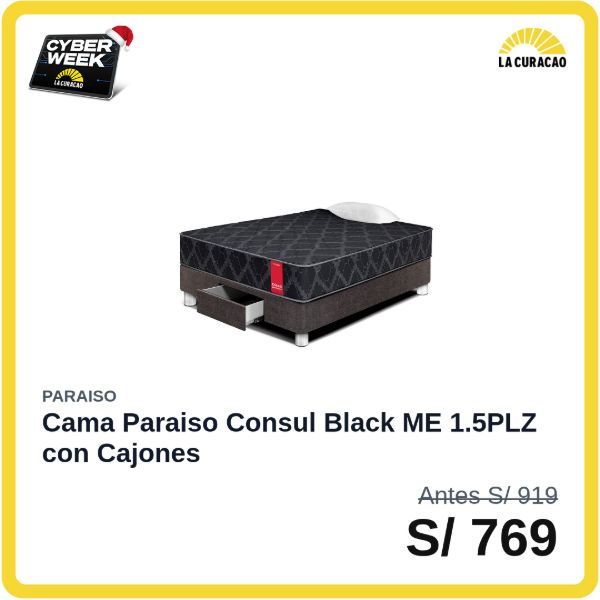 CYBER
WEEK
LA CURACAO
LA CURACAO
PARAISO
Cama Paraiso Consul Black ME 1.5PLZ
con Cajones
Antes S/ 919
S/ 769